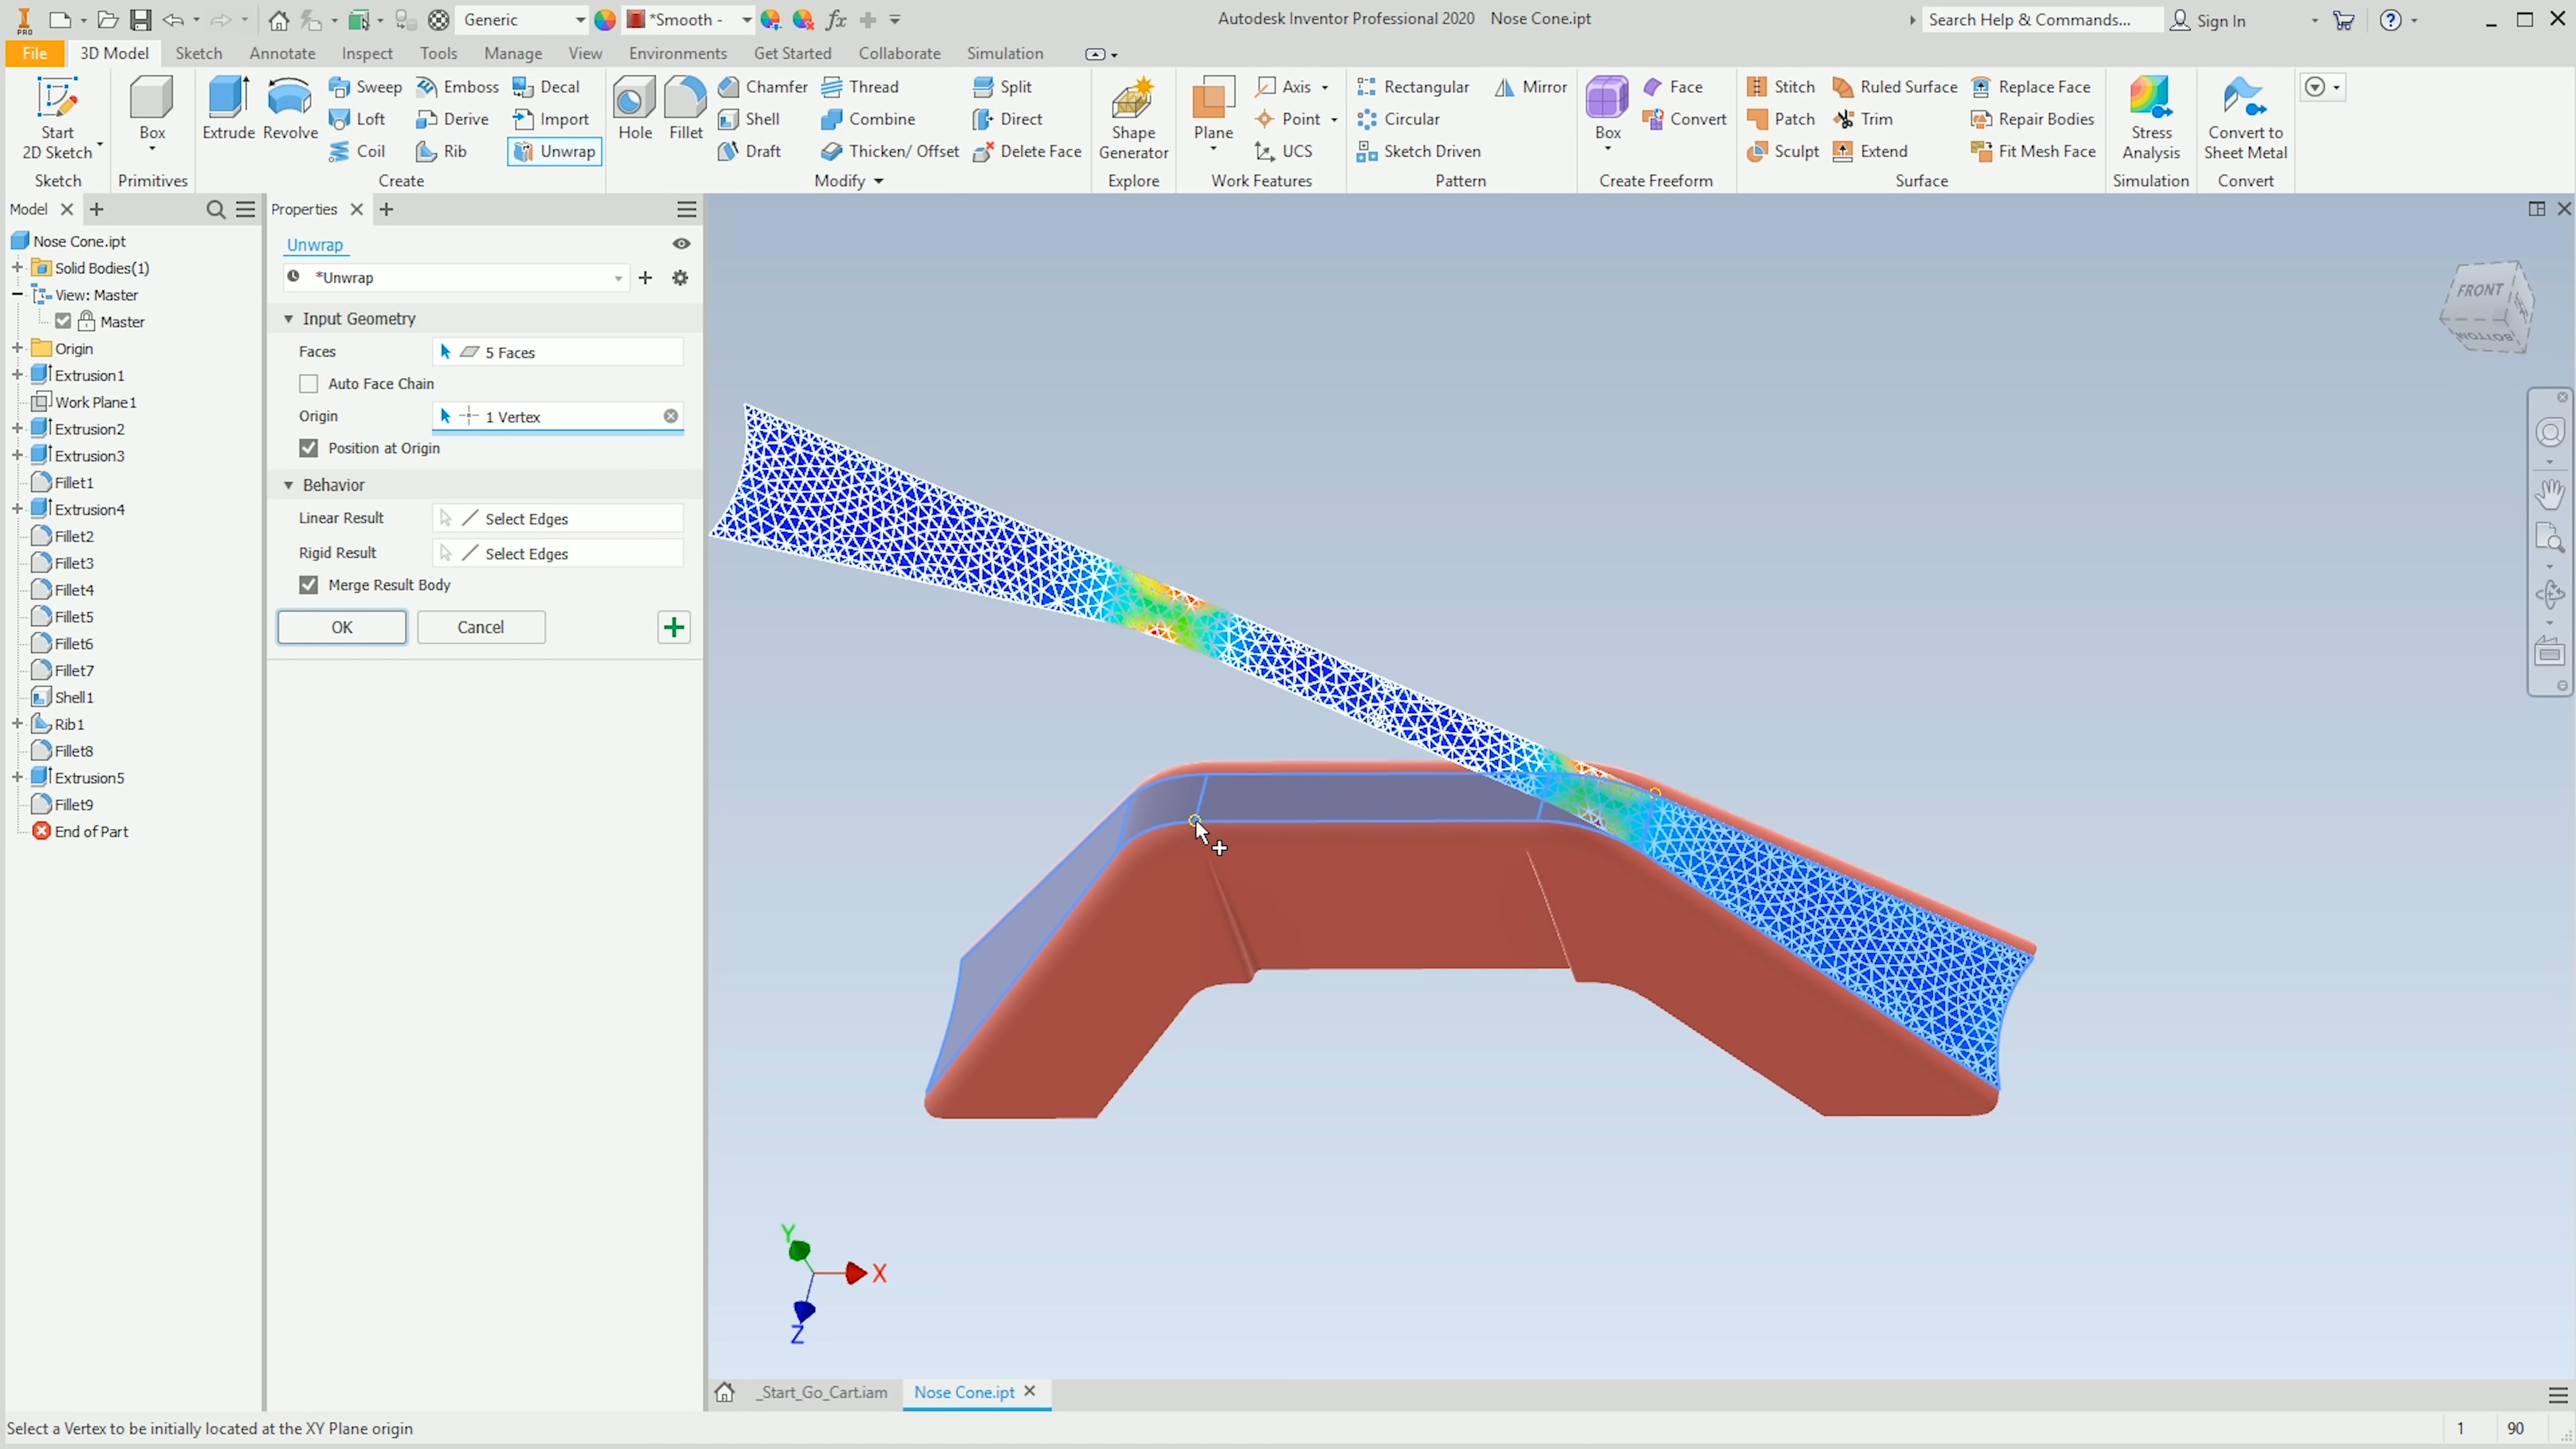 PRO
Generic
*Smooth -
fx
Autodesk Inventor Professional 2020 Nose Cone.ipt
Search Help & Commands...
Sign In
File
3D Model
Sketch
Annotate
Inspect
Tools
Manage
View
Environments
Get Started
Collaborate
Simulation
Start
2D Sketch
Sketch
Box
Primitives
Extrude
Revolve
Sweep
Loft
Coil
Emboss
Derive
Rib
Decal
Import
Unwrap
Create
Hole
Fillet
Chamfer
Shell
Draft
Thread
Combine
Thicken/ Offset
Split
Direct
Delete Face
Modify
Shape
Generator
Explore
Plane
Axis
Point
UCS
Work Features
Rectangular
Circular
Sketch Driven
Mirror
Pattern
Box
Face
Convert
Create Freeform
Stitch
Patch
Sculpt
Ruled Surface
Trim
Extend
Replace Face
Repair Bodies
Fit Mesh Face
Surface
Stress
Analysis
Simulation
Convert to
Sheet Metal
Convert
Model
Nose Cone.ipt
Solid Bodies(1)
View: Master
Master
Origin
Extrusion1
Work Plane1
Extrusion2
Extrusion3
Fillet1
Extrusion4
Fillet2
Fillet3
Fillet4
Fillet5
Fillet6
Fillet7
Shell1
Rib1
Fillet8
Extrusion5
Fillet9
End of Part
Properties
Unwrap
*Unwrap
Input Geometry
Faces
5 Faces
Auto Face Chain
Origin
1 Vertex
Position at Origin
Behavior
Linear Result
Select Edges
Rigid Result
Select Edges
Merge Result Body
OK
Cancel
FRONT
BOTTOM
Y
X
Z
_Start_Go_Cart.iam
Nose Cone.ipt
Select a Vertex to be initially located at the XY Plane origin
1
90